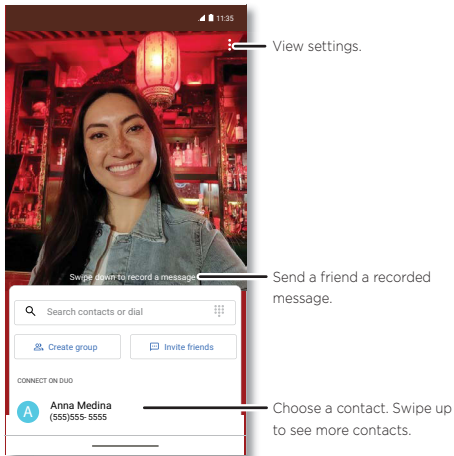 11:35
View settings.
Swipe down to record a message
Send a friend a recorded
message.
Search contacts or dial
Create group
Invite friends
CONNECT ON DUO
A
Anna Medina
(555)555- 5555
Choose a contact. Swipe up
to see more contacts.